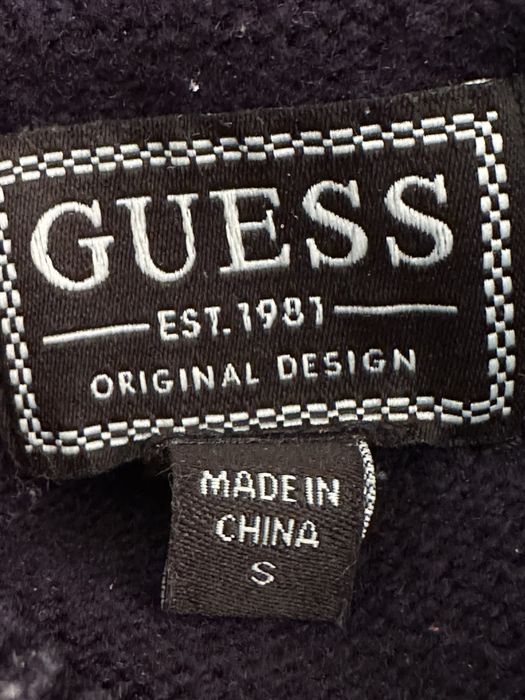 GUESS
EST. 1981
ORIGINAL DESIGN
MADE IN
CHINA
S